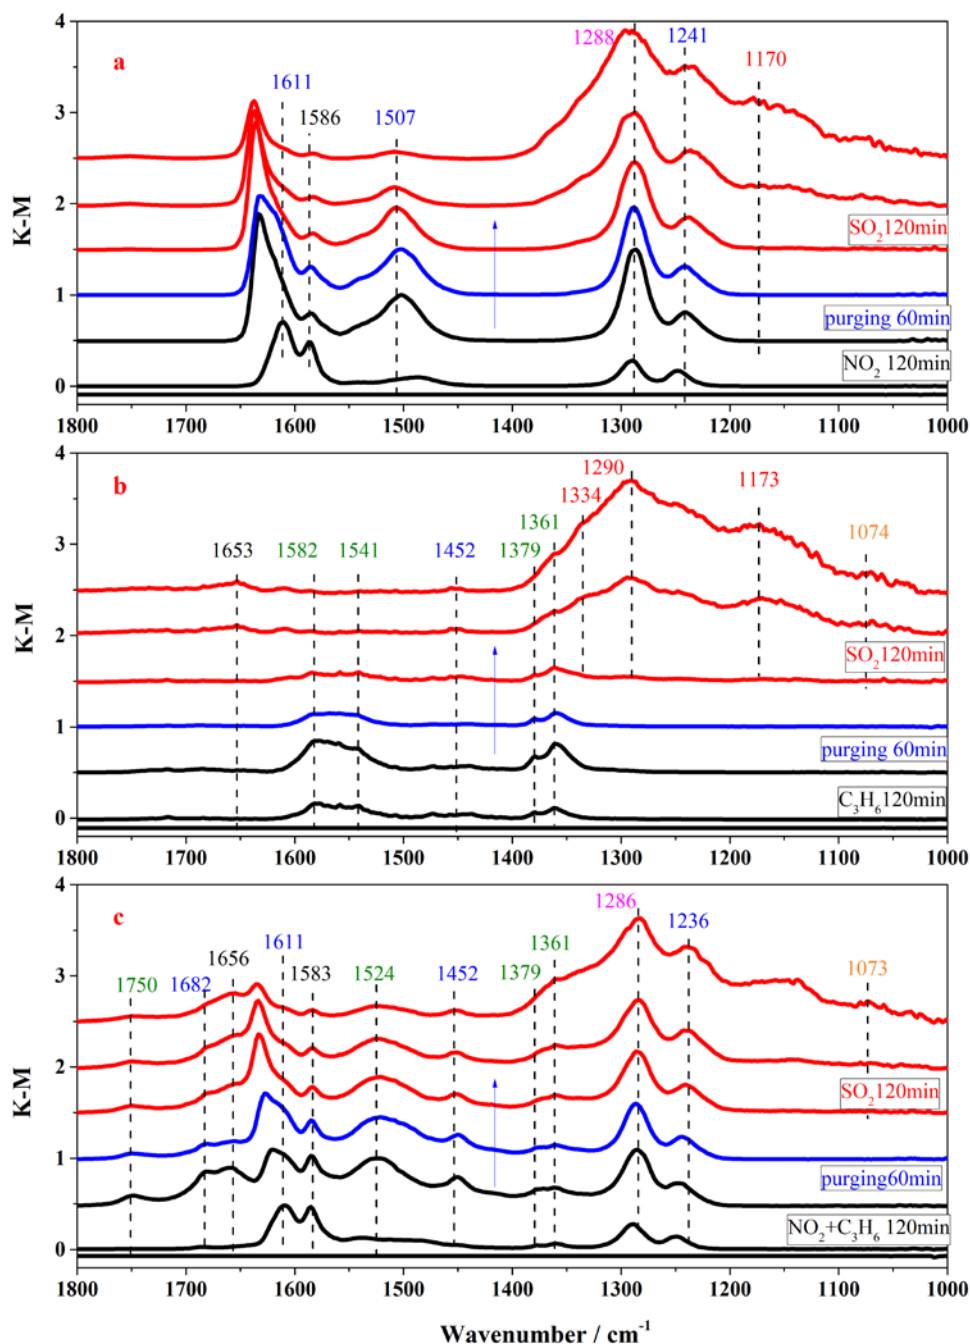 4
a
1288
1241
1170
1611
1586
1507
3
K-M
2
SO₂120min
1
purging 60min
NO₂ 120min
0
1800 1700 1600 1500 1400 1300 1200 1100 1000
4
b
1290
1334
1173
1361
1653
1582
1541
1452
1379
1074
3
K-M
2
SO₂120min
1
purging 60min
C₃H₆120min
0
1800 1700 1600 1500 1400 1300 1200 1100 1000
4
c
1286
1236
1611
1361
1656
1583
1524
1452
1379
1073
1750
1682
3
K-M
2
SO₂120min
1
purging60min
NO₂+C₃H₆ 120min
0
1800 1700 1600 1500 1400 1300 1200 1100 1000
Wavenumber / cm⁻¹